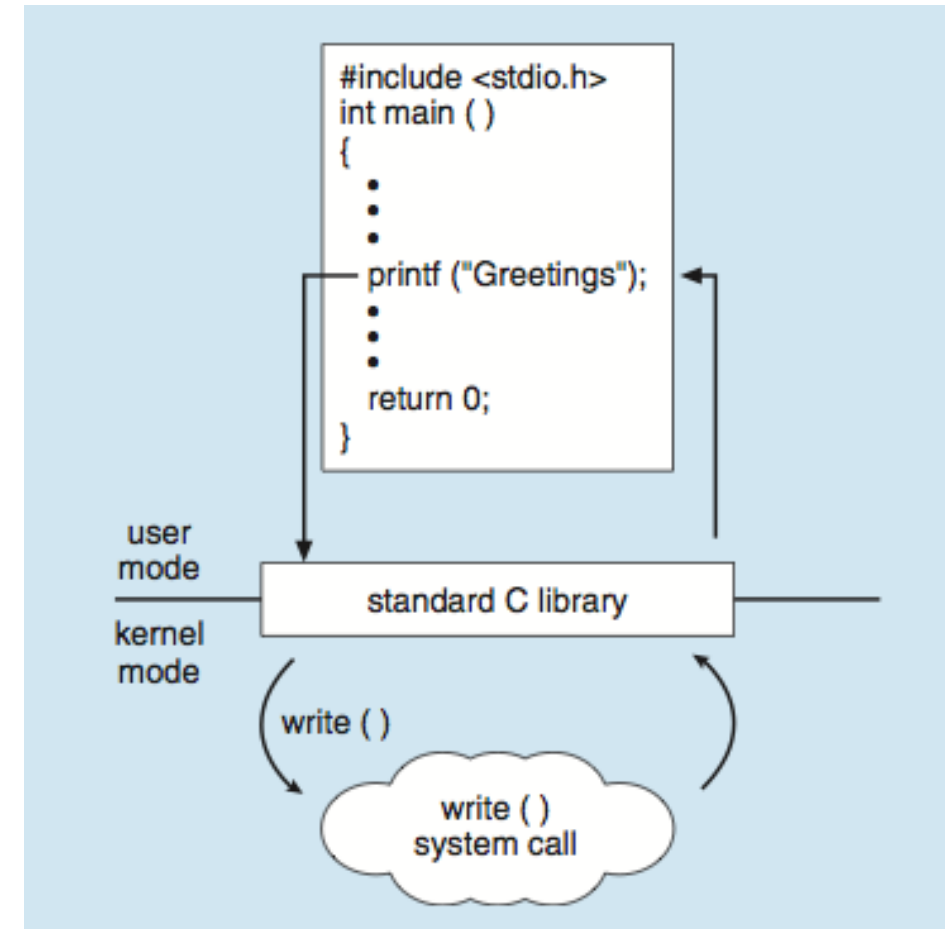 #include <stdio.h>
int main ( )
{
•
•
•
printf ("Greetings");
•
•
•
return 0;
}
user
mode
standard C library
kernel
mode
write ( )
write ( )
system call